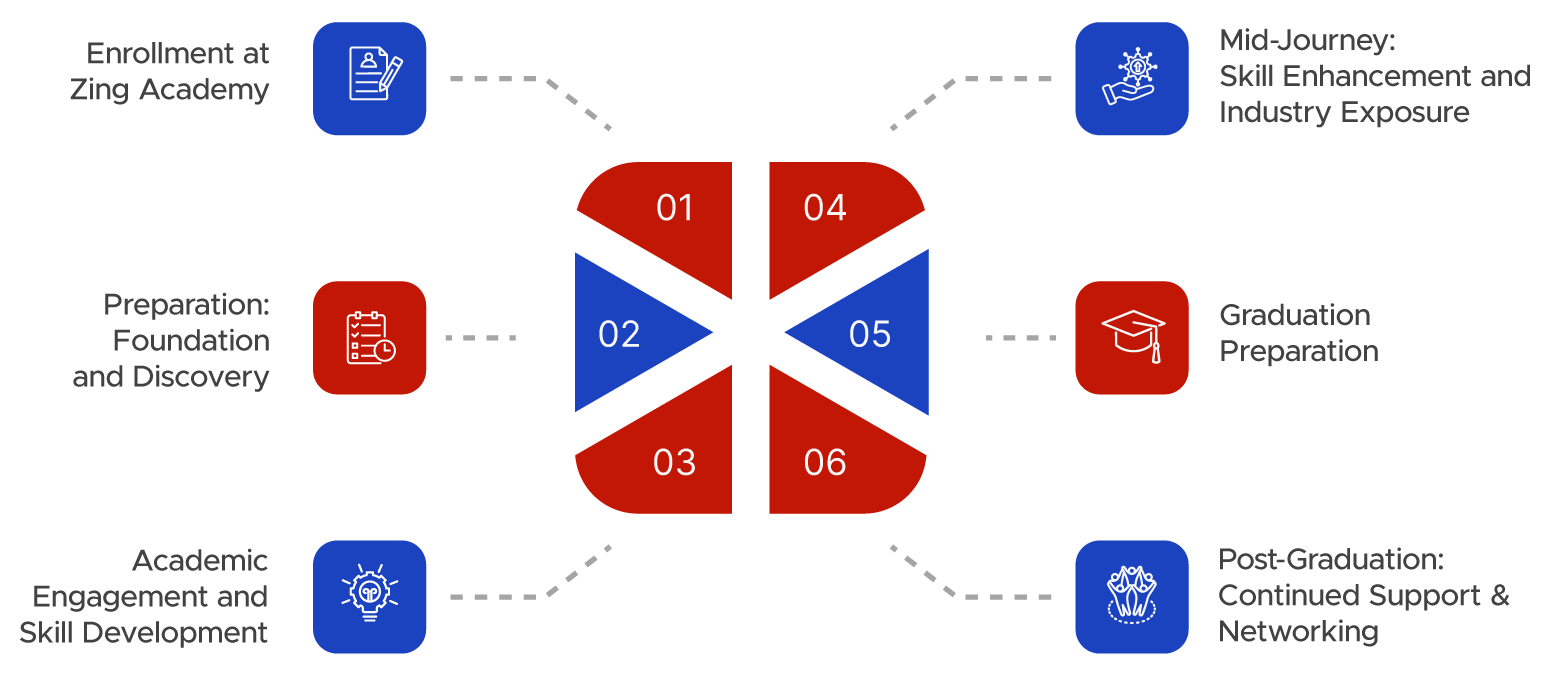 Enrollment at
Zing Academy
01
Preparation:
Foundation
and Discovery
02
Academic
Engagement and
Skill Development
03
Mid-Journey:
Skill Enhancement and
Industry Exposure
04
Graduation
Preparation
05
Post-Graduation:
Continued Support &
Networking
06